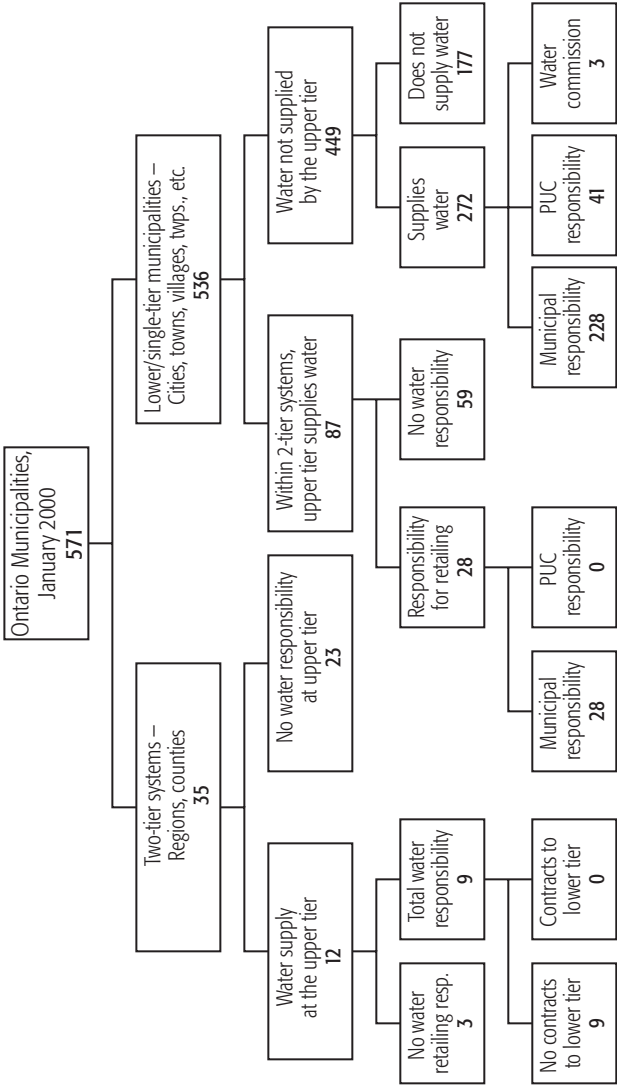 Ontario Municipalities,
January 2000
571
Two-tier systems –
Regions, counties
35
Lower/single-tier municipalities –
Cities, towns, villages, twps., etc.
536
Water supply
at the upper tier
12
No water responsibility
at upper tier
23
Within 2-tier systems,
upper tier supplies water
87
Water not supplied
by the upper tier
449
No water
retailing resp.
3
Total water
responsibility
9
Responsibility
for retailing
28
No water
responsibility
59
Supplies
water
272
Does not
supply water
177
No contracts
to lower tier
9
Contracts to
lower tier
0
Municipal
responsibility
28
PUC
responsibility
0
Municipal
responsibility
228
PUC
responsibility
41
Water
commission
3